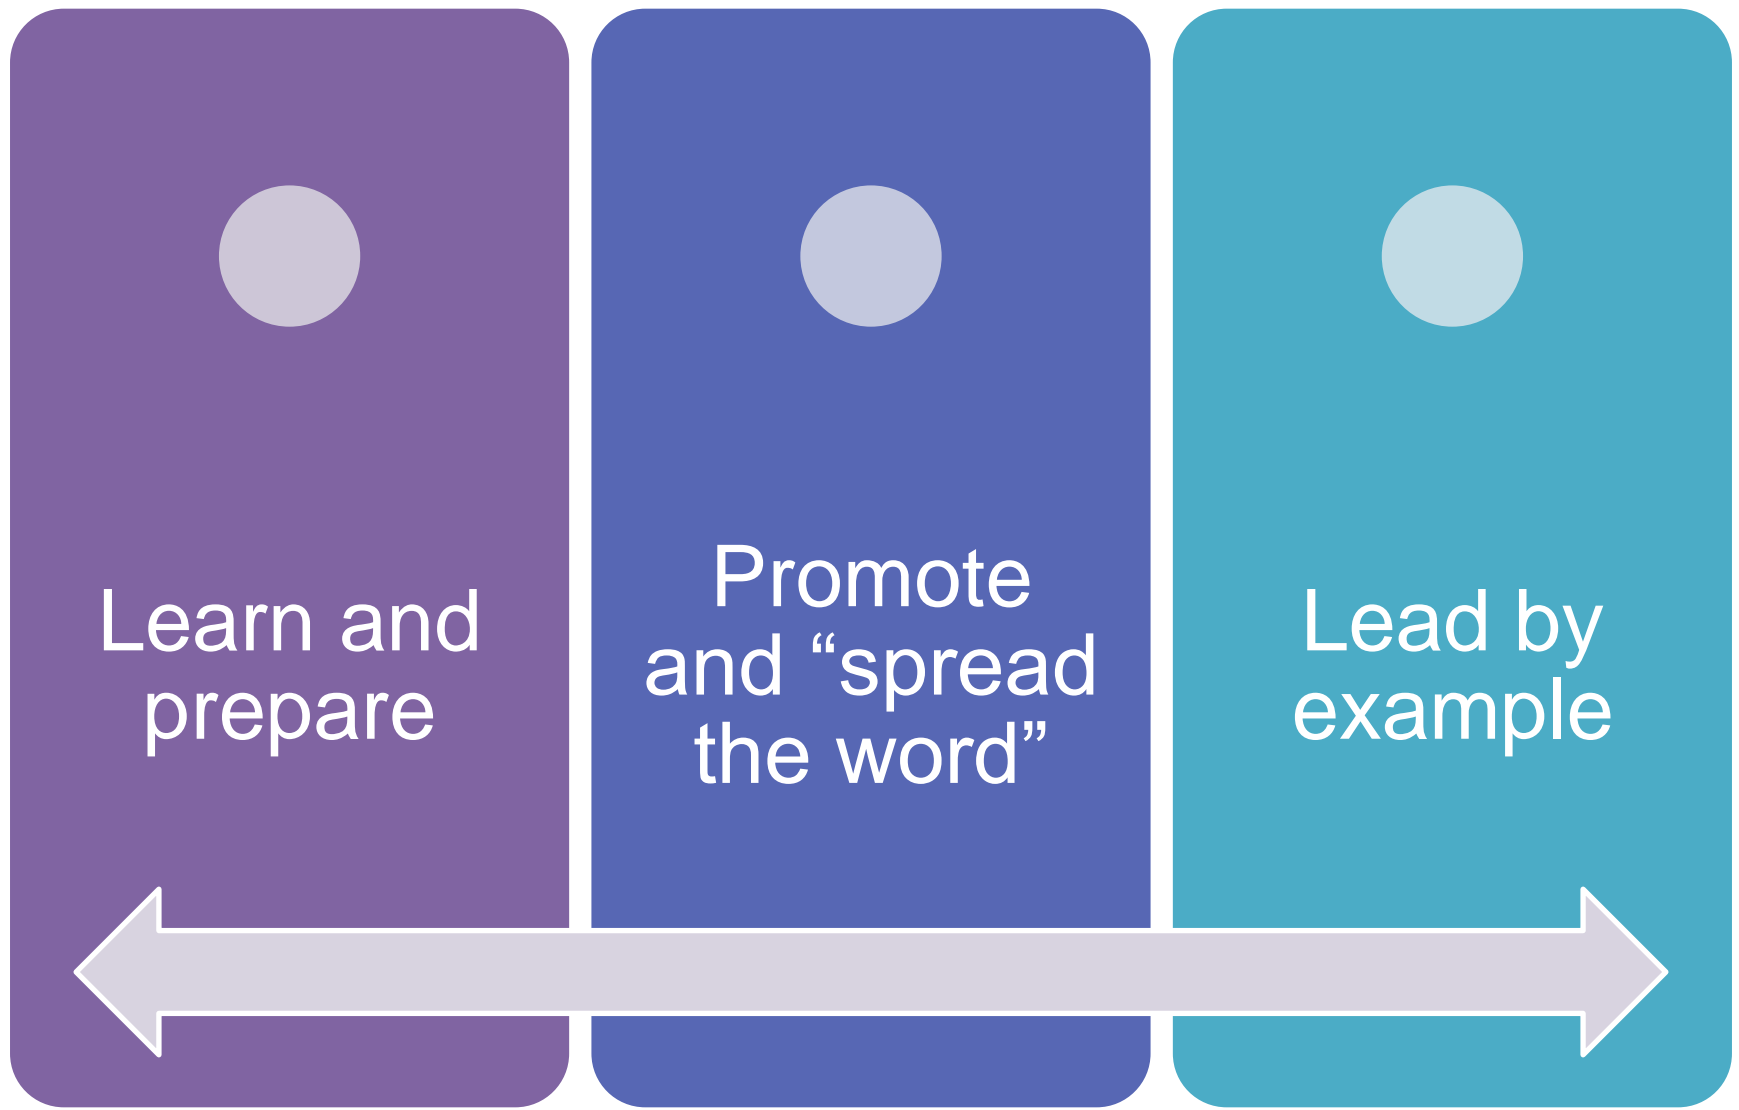 Learn and
prepare
Promote
and “spread
the word”
Lead by
example